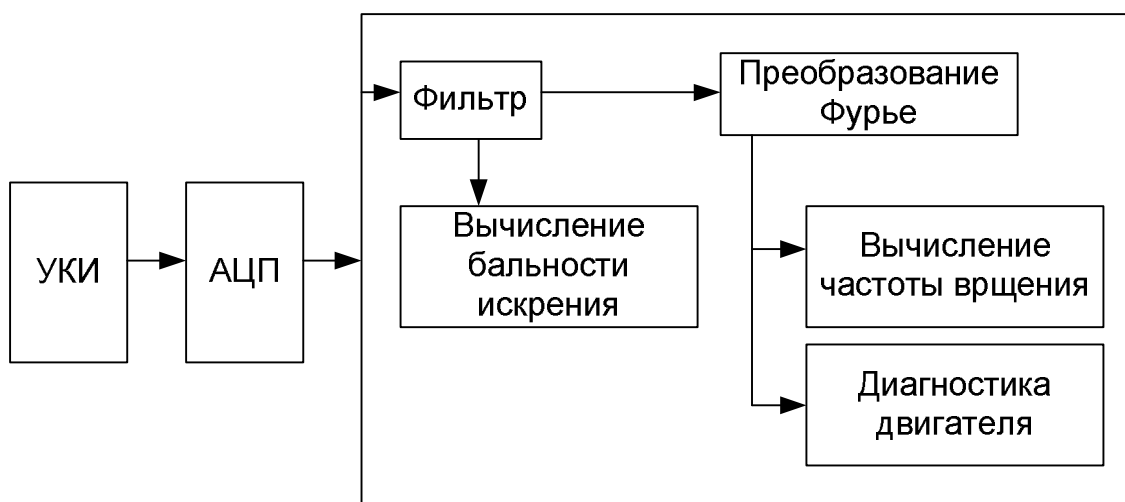 Фильтр
Преобразование
Фурье
УКИ
АЦП
Вычисление
бальности
искрения
Вычисление
частоты врщения
Диагностика
двигателя